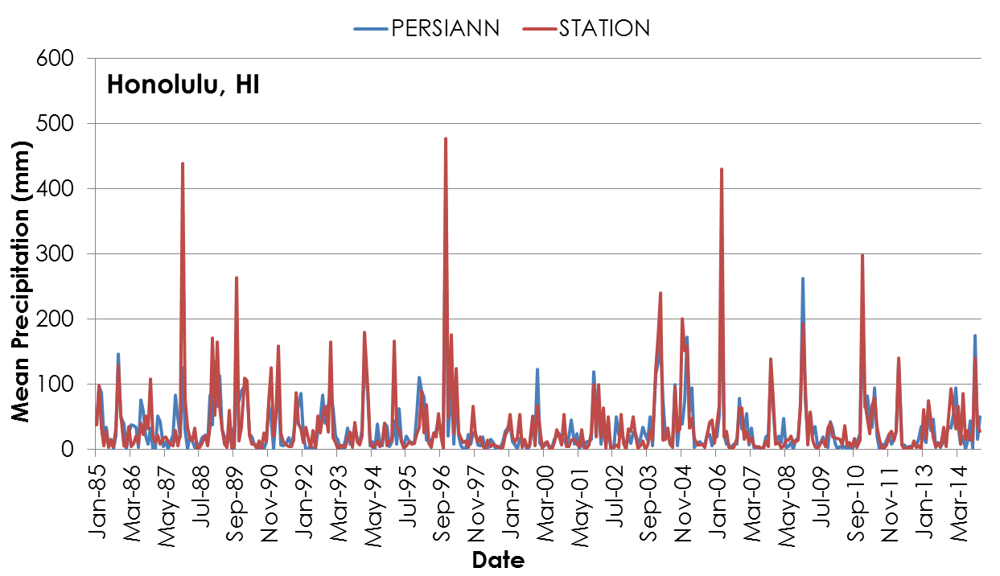 PERSIANN STATION
Honolulu, HI
Mean Precipitation (mm)
600
500
400
300
200
100
0
Jan-85
Mar-86
May-87
Jul-88
Sep-89
Nov-90
Jan-92
Mar-93
May-94
Jul-95
Sep-96
Nov-97
Jan-99
Mar-00
May-01
Jul-02
Sep-03
Nov-04
Jan-06
Mar-07
May-08
Jul-09
Sep-10
Nov-11
Jan-13
Mar-14
Date